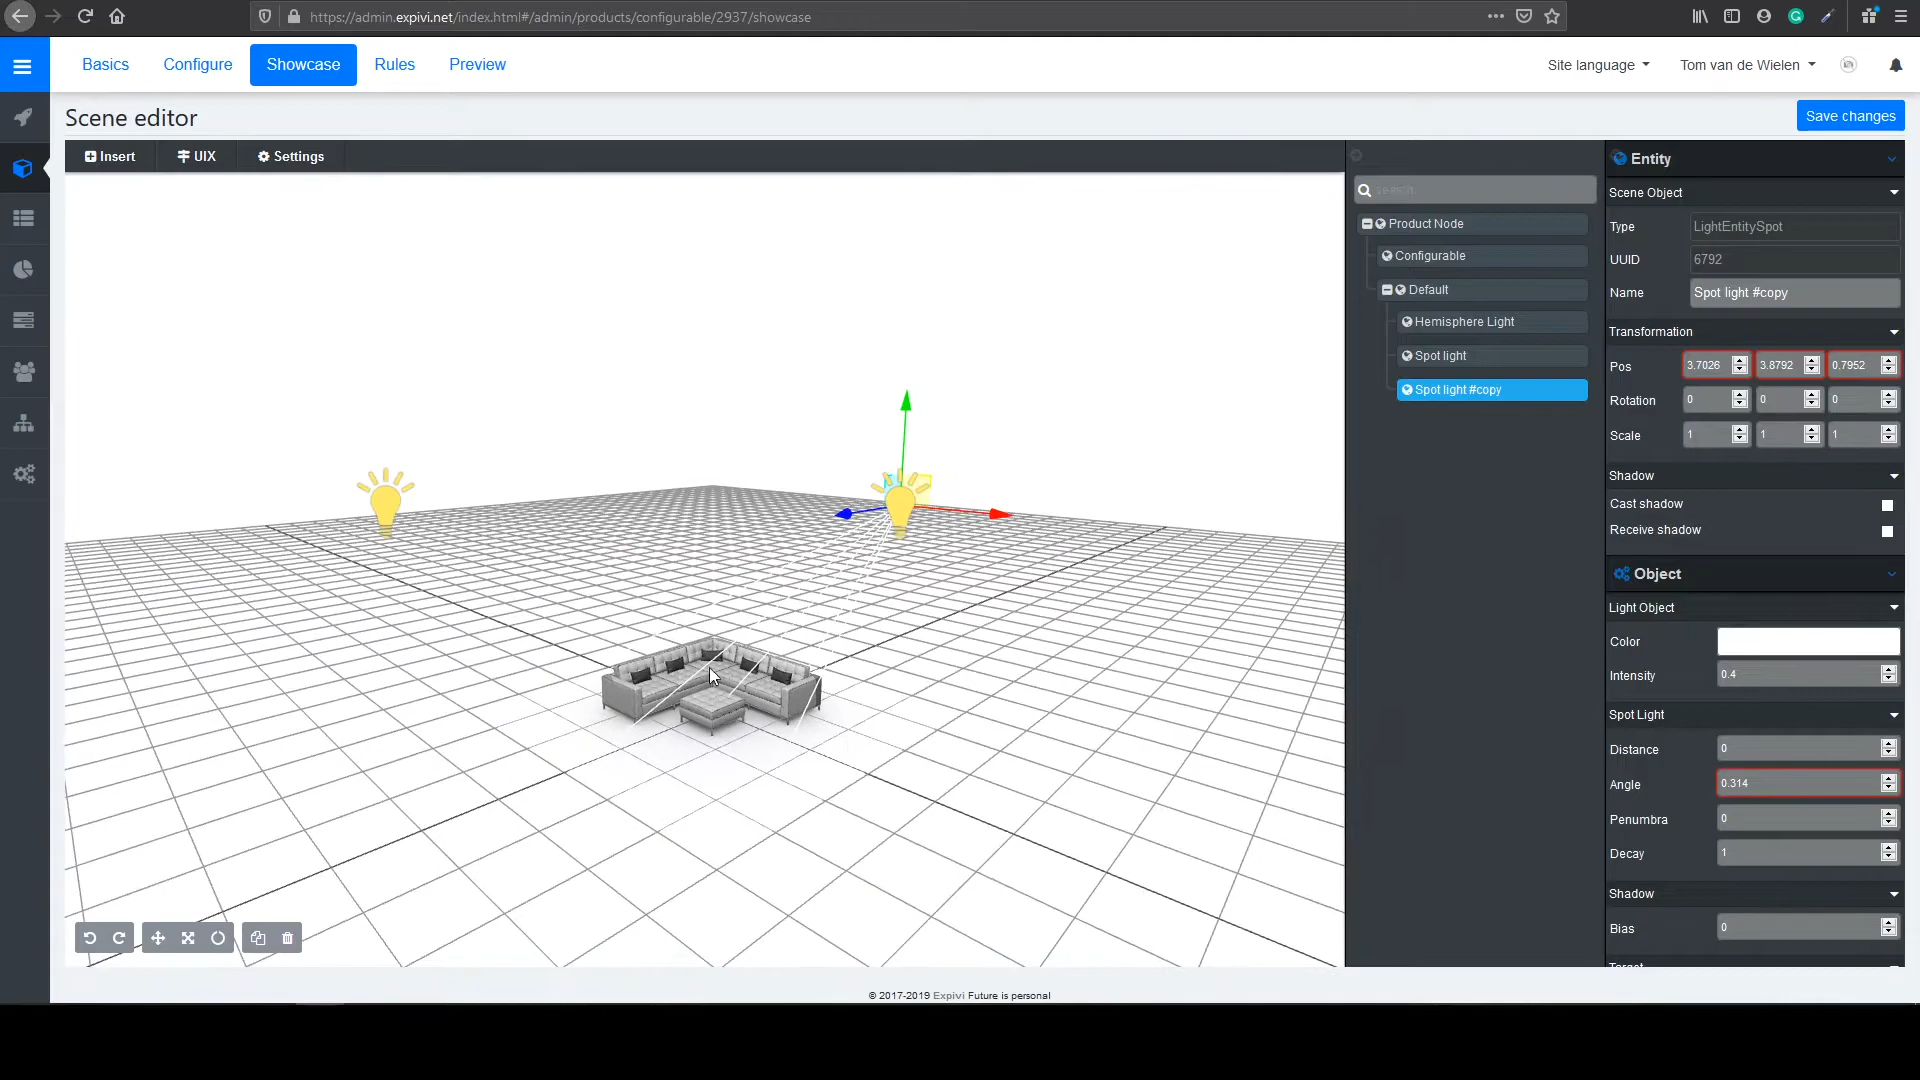 https://admin.expivi.net/index.html#/admin/products/configurable/2937/showcase
Basics
Configure
Showcase
Rules
Preview
Site language
Tom van de Wielen
Scene editor
Save changes
Insert
UIX
Settings
search
Product Node
Configurable
Default
Hemisphere Light
Spot light
Spot light #copy
Entity
Scene Object
Type LightEntitySpot
UUID 6792
Name Spot light #copy
Transformation
Pos 3.7026 3.8792 0.7952
Rotation 0 0 0
Scale 1 1 1
Shadow
Cast shadow
Receive shadow
Object
Light Object
Color
Intensity 0.4
Spot Light
Distance 0
Angle 0.314
Penumbra 0
Decay 1
Shadow
Bias 0
Target
© 2017-2019 Expivi Future is personal